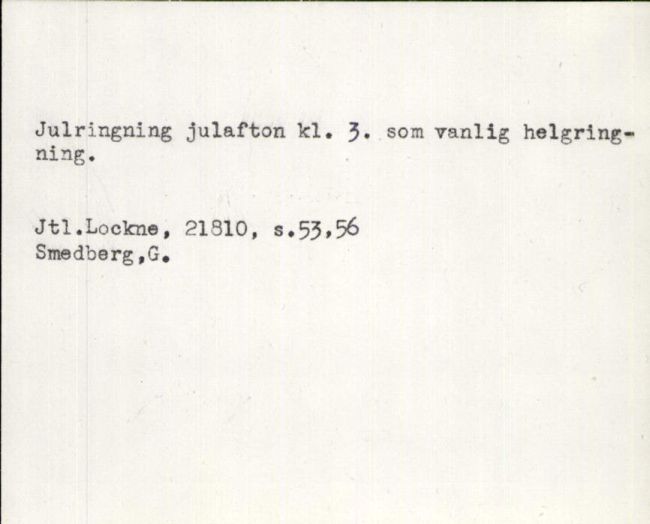 Julringning julafton kl. 3. som vanlig helgring-
ning.
Jtl.Lockne, 21810, s.53,56
Smedberg,G.